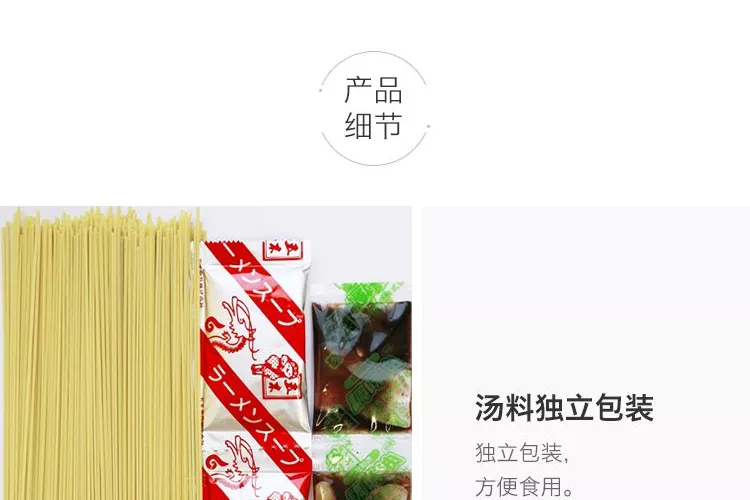 产品
细节
ラーメンスープ
ラーメンスープ
ラーメンスープ
汤料独立包装
独立包装，
方便食用。